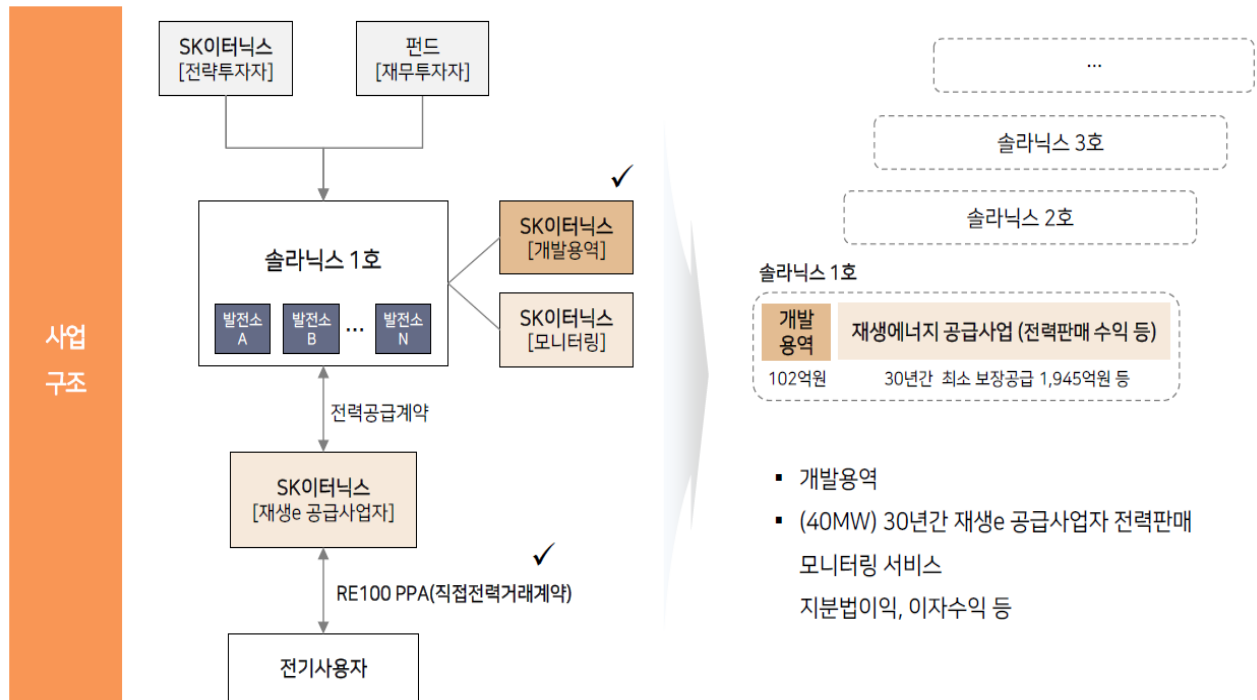 사업
구조
SK이터닉스
[전략투자자]
펀드
[재무투자자]
솔라닉스 1호
발전소
A
발전소
B
...
발전소
N
SK이터닉스
[개발용역]
SK이터닉스
[모니터링]
전력공급계약
SK이터닉스
[재생e 공급사업자]
RE100 PPA(직접전력거래계약)
전기사용자
...
솔라닉스 3호
솔라닉스 2호
솔라닉스 1호
개발
용역
재생에너지 공급사업 (전력판매 수익 등)
102억원
30년간 최소 보장공급 1,945억원 등
▪ 개발용역
▪ (40MW) 30년간 재생e 공급사업자 전력판매
모니터링 서비스
지분법이익, 이자수익 등